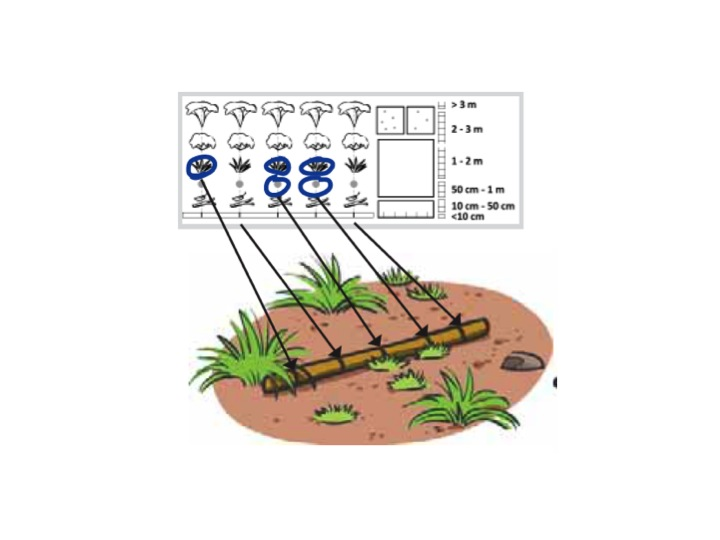 > 3 m
2 - 3 m
1 - 2 m
50 cm - 1 m
10 cm - 50 cm
<10 cm